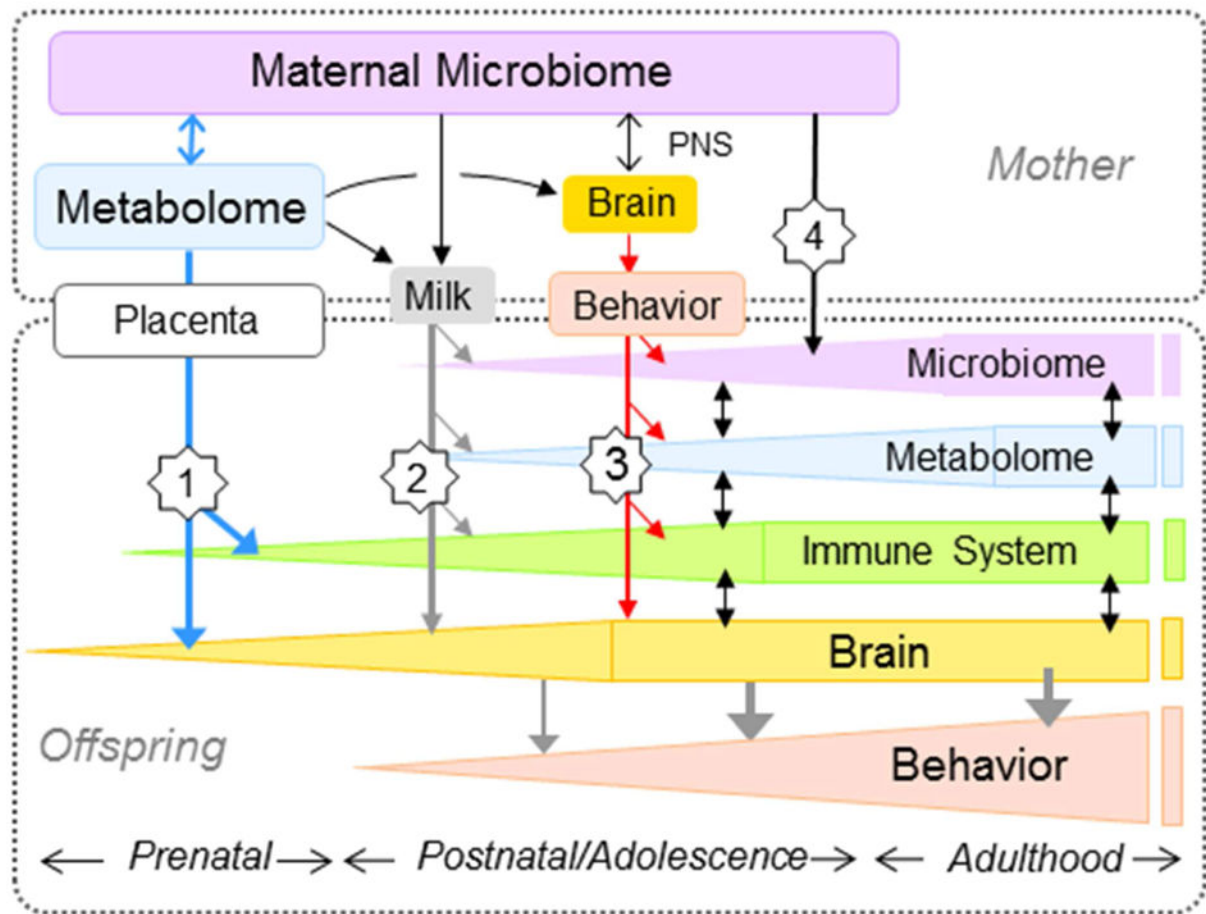 Maternal Microbiome
PNS
Mother
Metabolome
Brain
4
Milk
Behavior
Placenta
Microbiome
Metabolome
1
2
3
Immune System
Brain
Offspring
Behavior
Prenatal
Postnatal/Adolescence
Adulthood